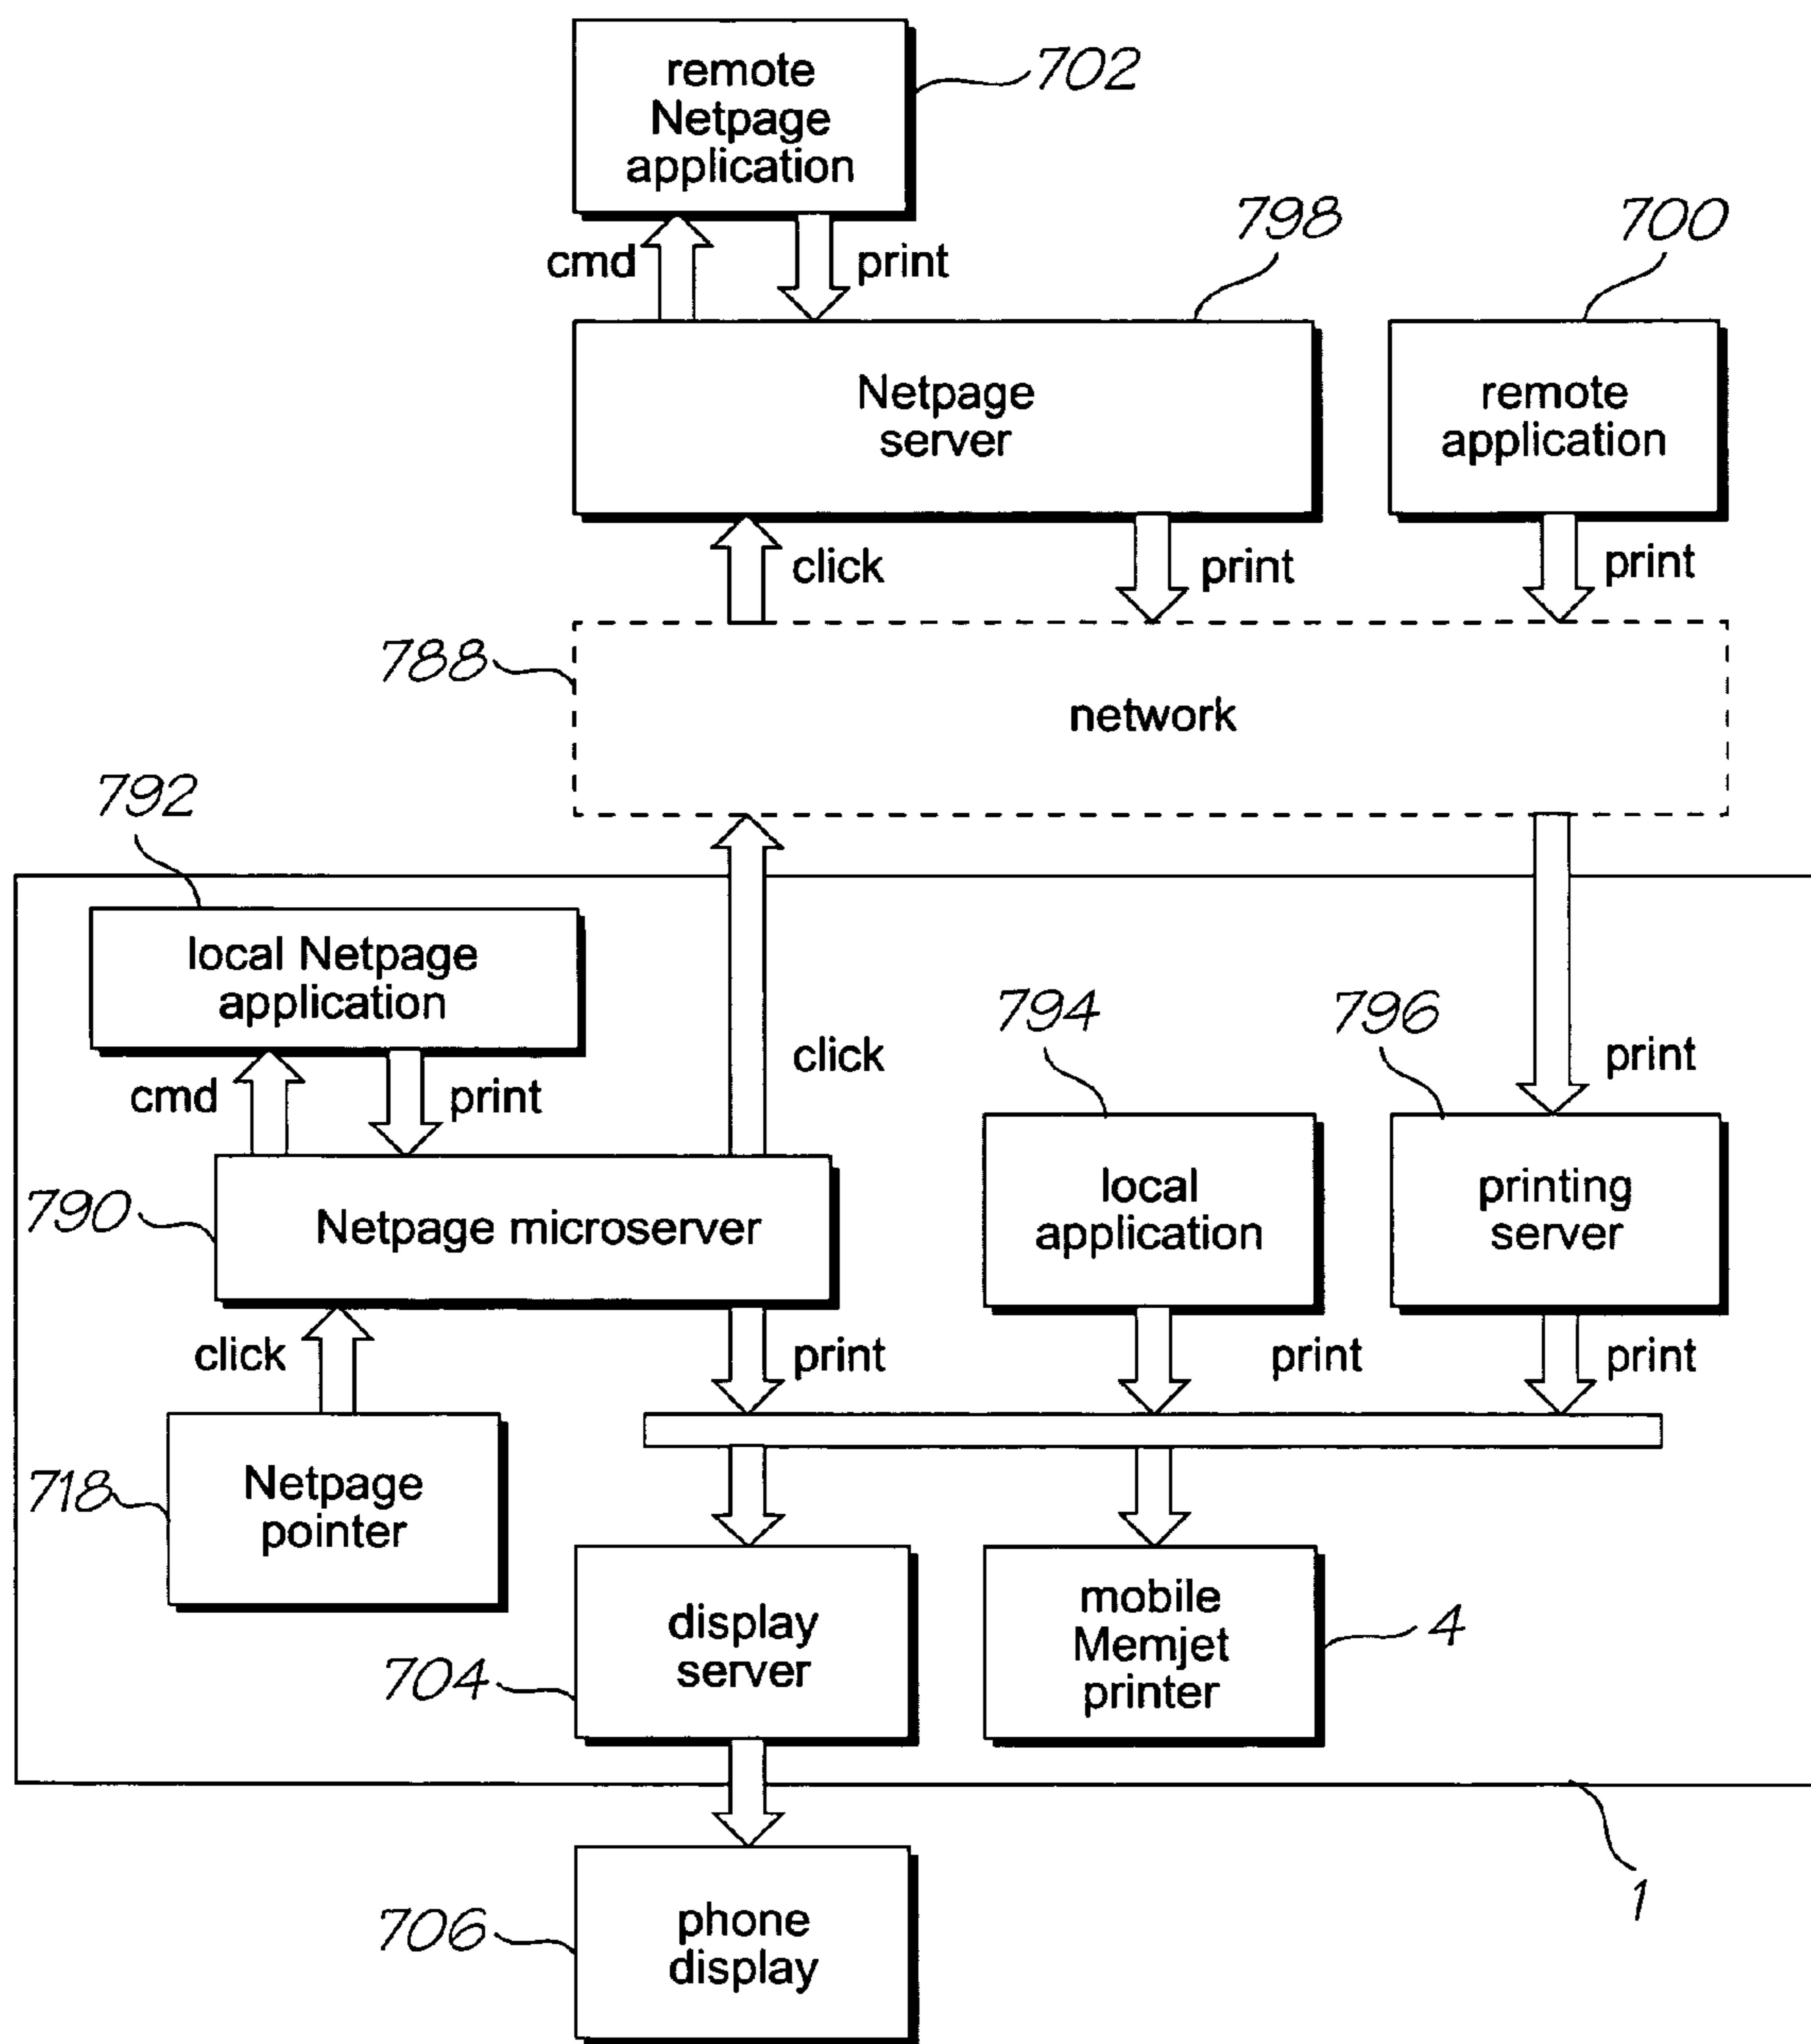 remote
Netpage
application
702
cmd
print
798
700
Netpage
server
remote
application
click
print
print
788
network
792
local Netpage
application
794
796
click
print
cmd
print
790
Netpage microserver
local
application
printing
server
click
print
print
print
718
Netpage
pointer
display
server
704
mobile
Memjet
printer
4
1
706
phone
display